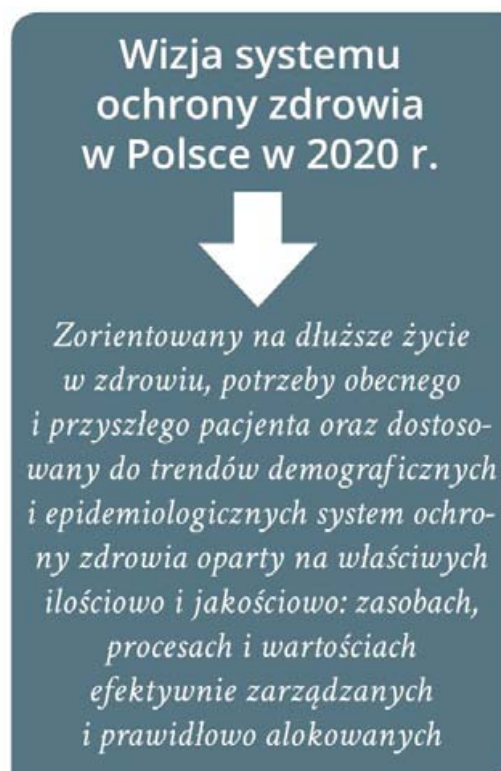 Wizja systemu
ochrony zdrowia
w Polsce w 2020 r.
Zorientowany na dłuższe życie
w zdrowiu, potrzeby obecnego
i przyszłego pacjenta oraz dostoso-
wany do trendów demograficznych
i epidemiologicznych system ochro-
ny zdrowia oparty na właściwych
ilościowo i jakościowo: zasobach,
procesach i wartościach
efektywnie zarządzanych
i prawidłowo alokowanych